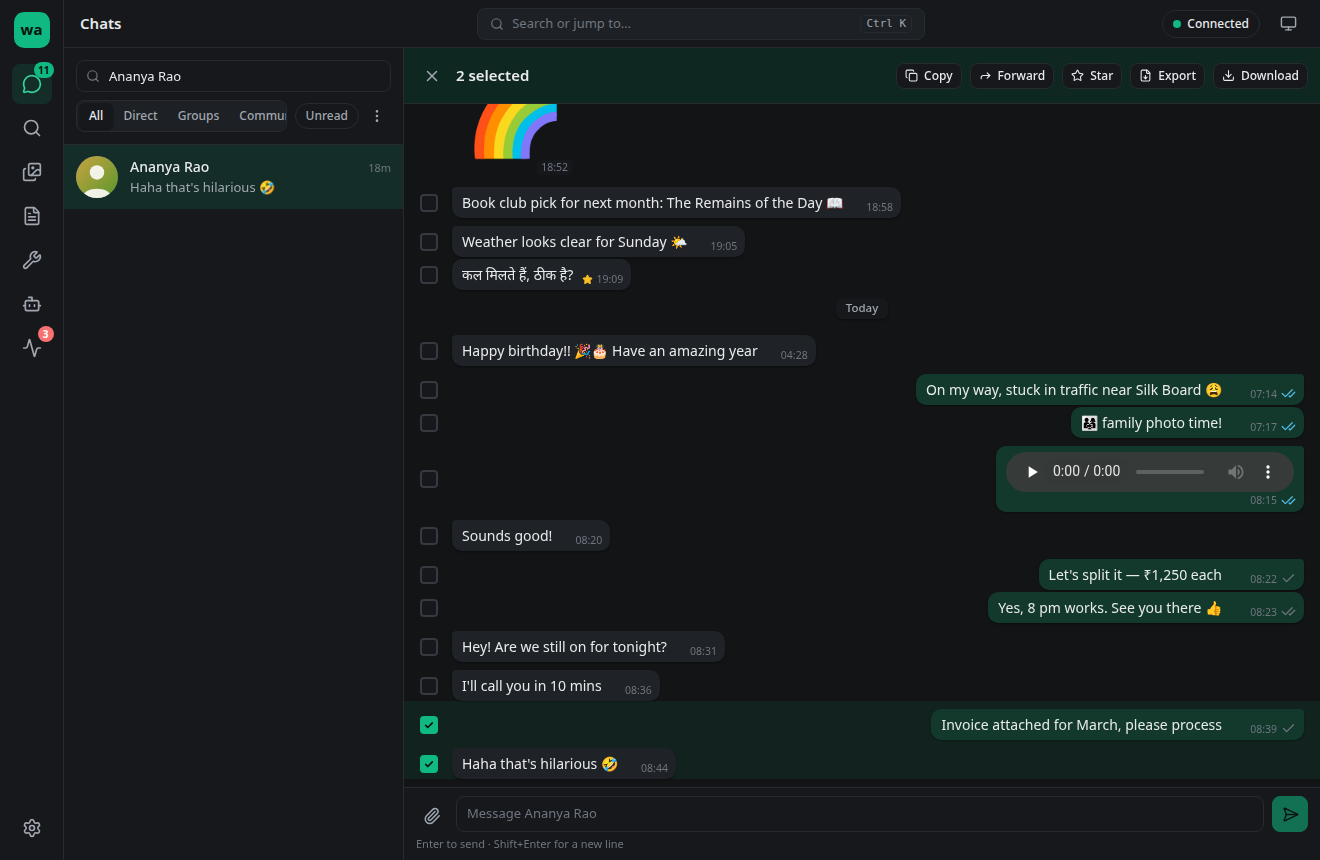 wa
Chats
Search or jump to...
Ctrl K
Connected
11
3
Ananya Rao
All
Direct
Groups
Commu
Unread
Ananya Rao
18m
Haha that's hilarious 🤣
2 selected
Copy
Forward
Star
Export
Download
18:52
Book club pick for next month: The Remains of the Day 📖 18:58
Weather looks clear for Sunday 🌤️ 19:05
कल मिलते हैं, ठीक है? ⭐ 19:09
Today
Happy birthday!! 🎉🎂 Have an amazing year 04:28
On my way, stuck in traffic near Silk Board 😩 07:14
👨‍👩‍👧 family photo time! 07:17
0:00 / 0:00
08:15
Sounds good! 08:20
Let's split it — ₹1,250 each 08:22
Yes, 8 pm works. See you there 👍 08:23
Hey! Are we still on for tonight? 08:31
I'll call you in 10 mins 08:36
Invoice attached for March, please process 08:39
Haha that's hilarious 🤣 08:44
Message Ananya Rao
Enter to send · Shift+Enter for a new line